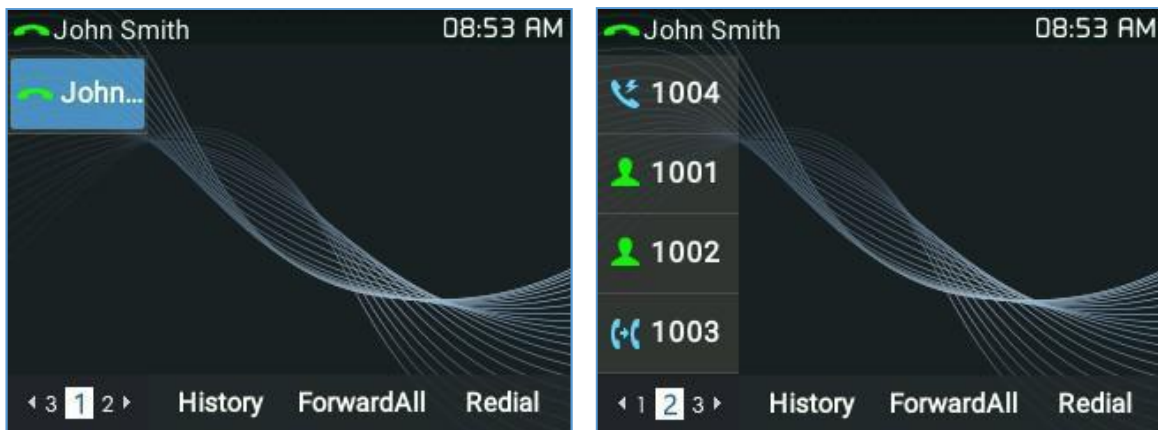 John Smith 08:53 AM
John...
3 1 2 History ForwardAll Redial
John Smith 08:53 AM
1004
1001
1002
1003
1 2 3 History ForwardAll Redial